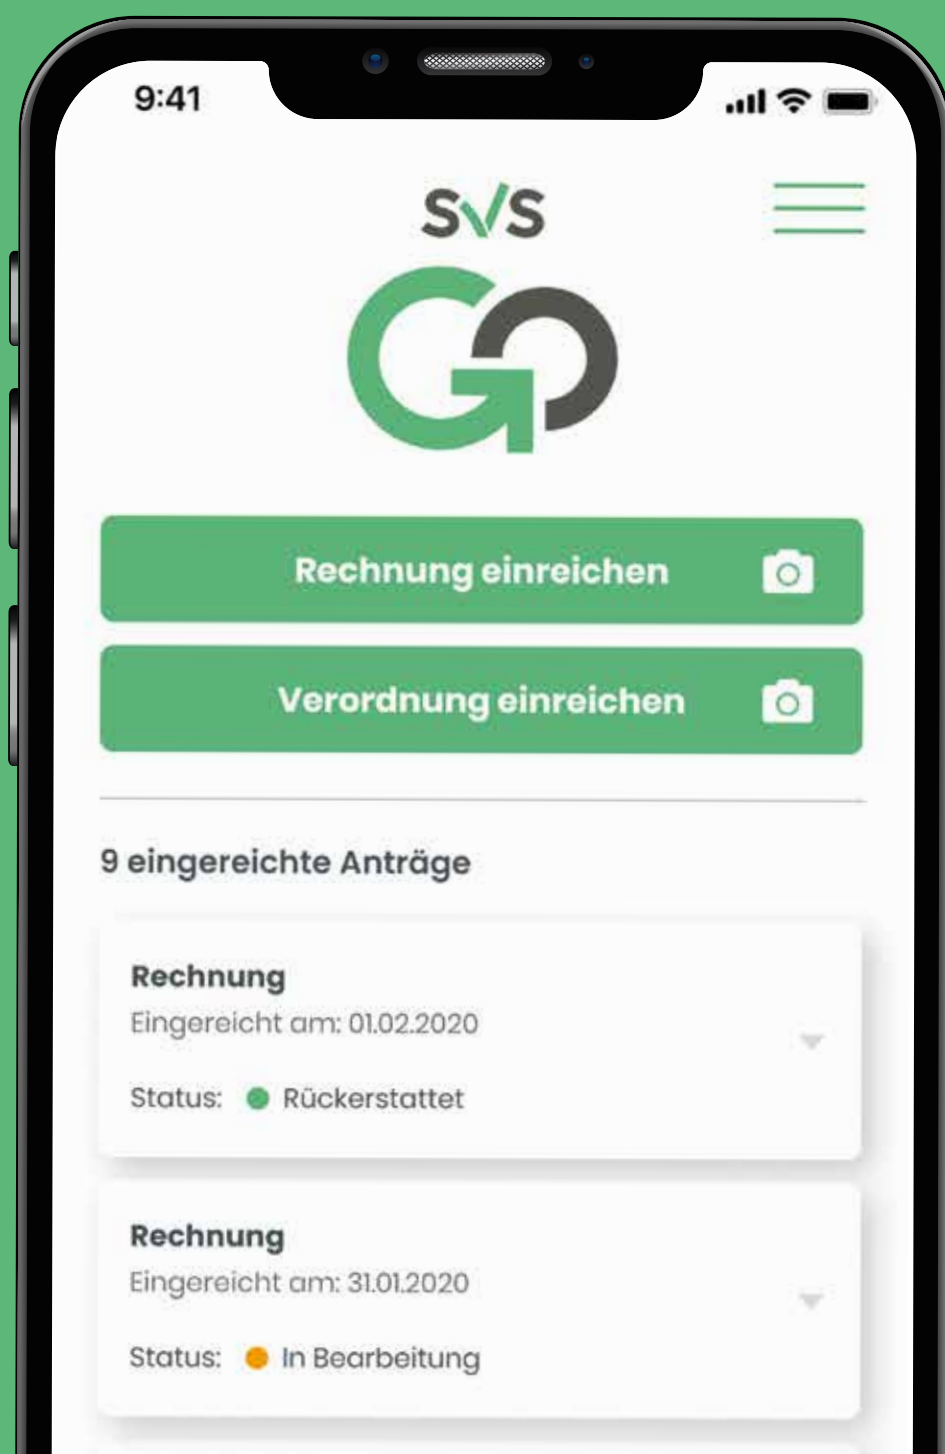 9:41
SVS
GO
Rechnung einreichen
Verordnung einreichen
9 eingereichte Anträge
Rechnung
Eingereicht am: 01.02.2020
Status: Rückerstattet
Rechnung
Eingereicht am: 31.01.2020
Status: In Bearbeitung